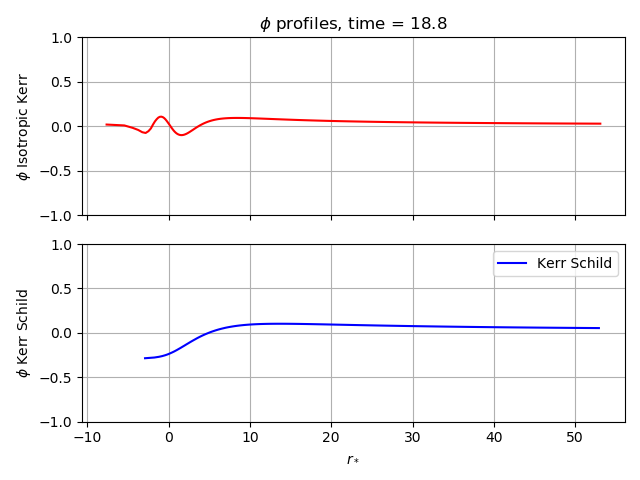 ϕ profiles, time = 18.8
1.0
0.5
0.0
−0.5
−1.0
ϕ Isotropic Kerr
1.0
0.5
0.0
−0.5
−1.0
ϕ Kerr Schild
Kerr Schild
−10 0 10 20 30 40 50
r*